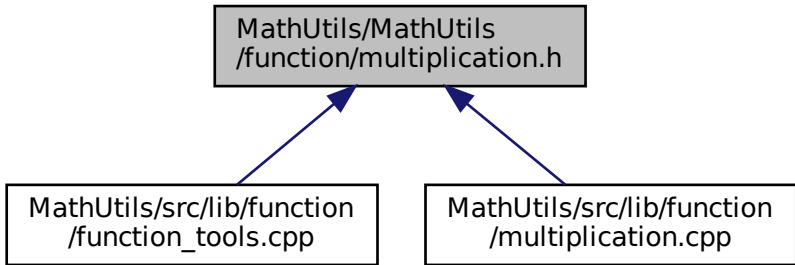 MathUtils/MathUtils
/function/multiplication.h
MathUtils/src/lib/function
/function_tools.cpp
MathUtils/src/lib/function
/multiplication.cpp